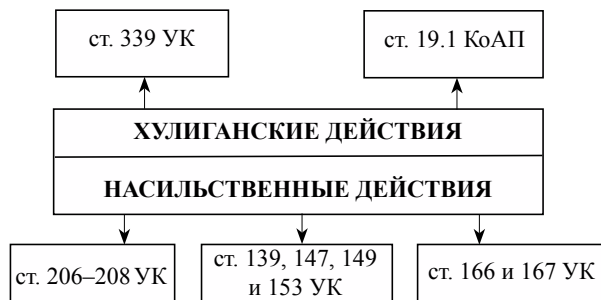 ст. 339 УК
ст. 19.1 КоАП
ХУЛИГАНСКИЕ ДЕЙСТВИЯ
НАСИЛЬСТВЕННЫЕ ДЕЙСТВИЯ
ст. 206–208 УК
ст. 139, 147, 149
и 153 УК
ст. 166 и 167 УК